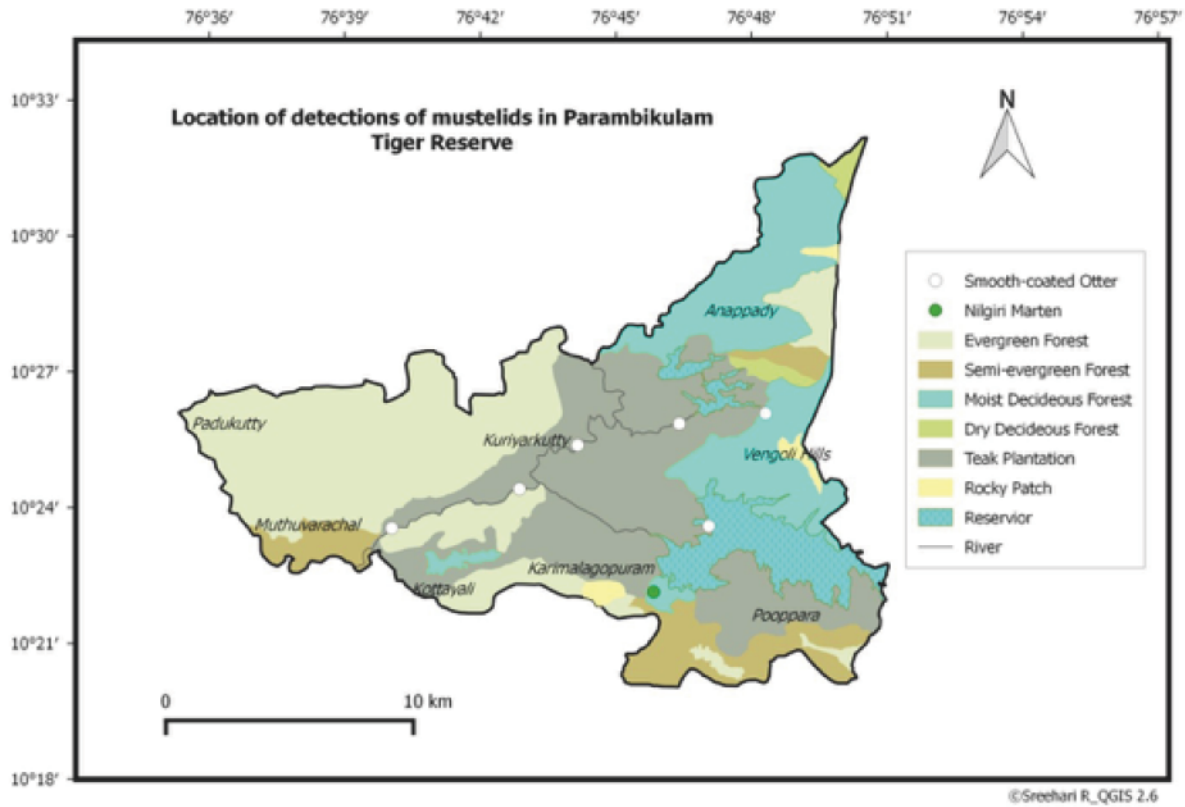 76°36′ 76°39′ 76°42′ 76°45′ 76°48′ 76°51′ 76°54′ 76°57′
10°33′
10°30′
10°27′
10°24′
10°21′
10°18′
Location of detections of mustelids in Parambikulam
Tiger Reserve
N
Smooth-coated Otter
Nilgiri Marten
Evergreen Forest
Semi-evergreen Forest
Moist Decideous Forest
Dry Decideous Forest
Teak Plantation
Rocky Patch
Reservior
River
Anappady
Padukutty
Kuriyarkutty
Vengoli Hills
Muthuvarachal
Karimalagopuram
Kottayali
Pooppara
0 10 km
©Sreehari R_QGIS 2.6